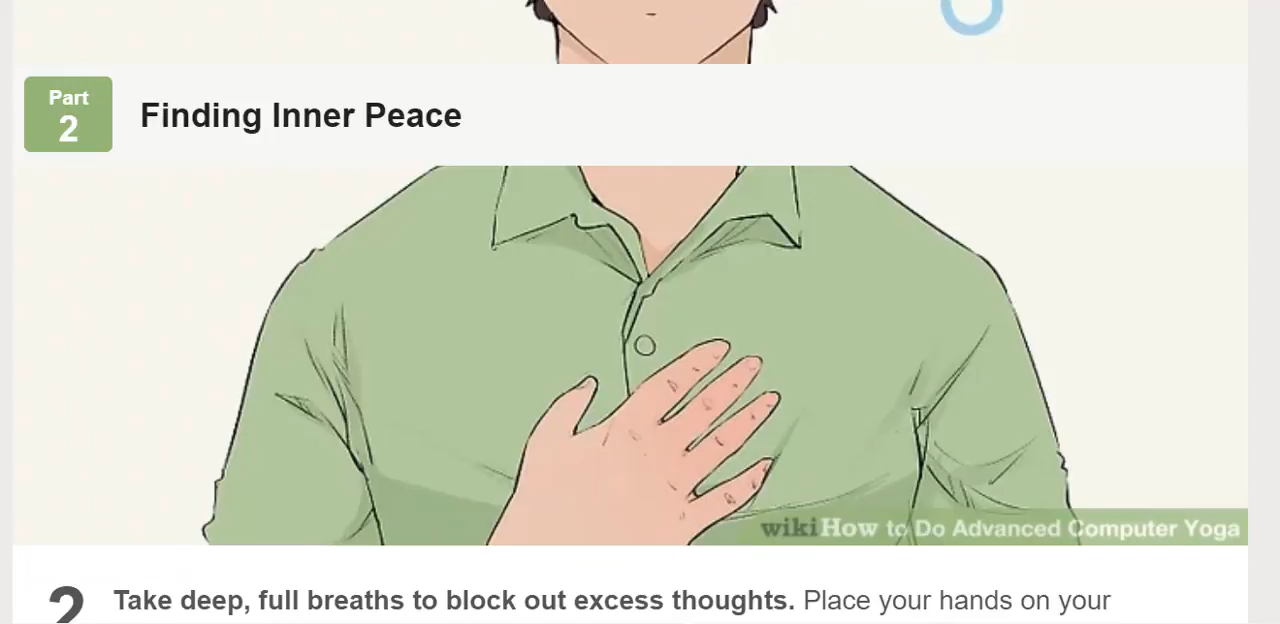 Part
2
Finding Inner Peace
wikiHow to Do Advanced Computer Yoga
2
Take deep, full breaths to block out excess thoughts. Place your hands on your